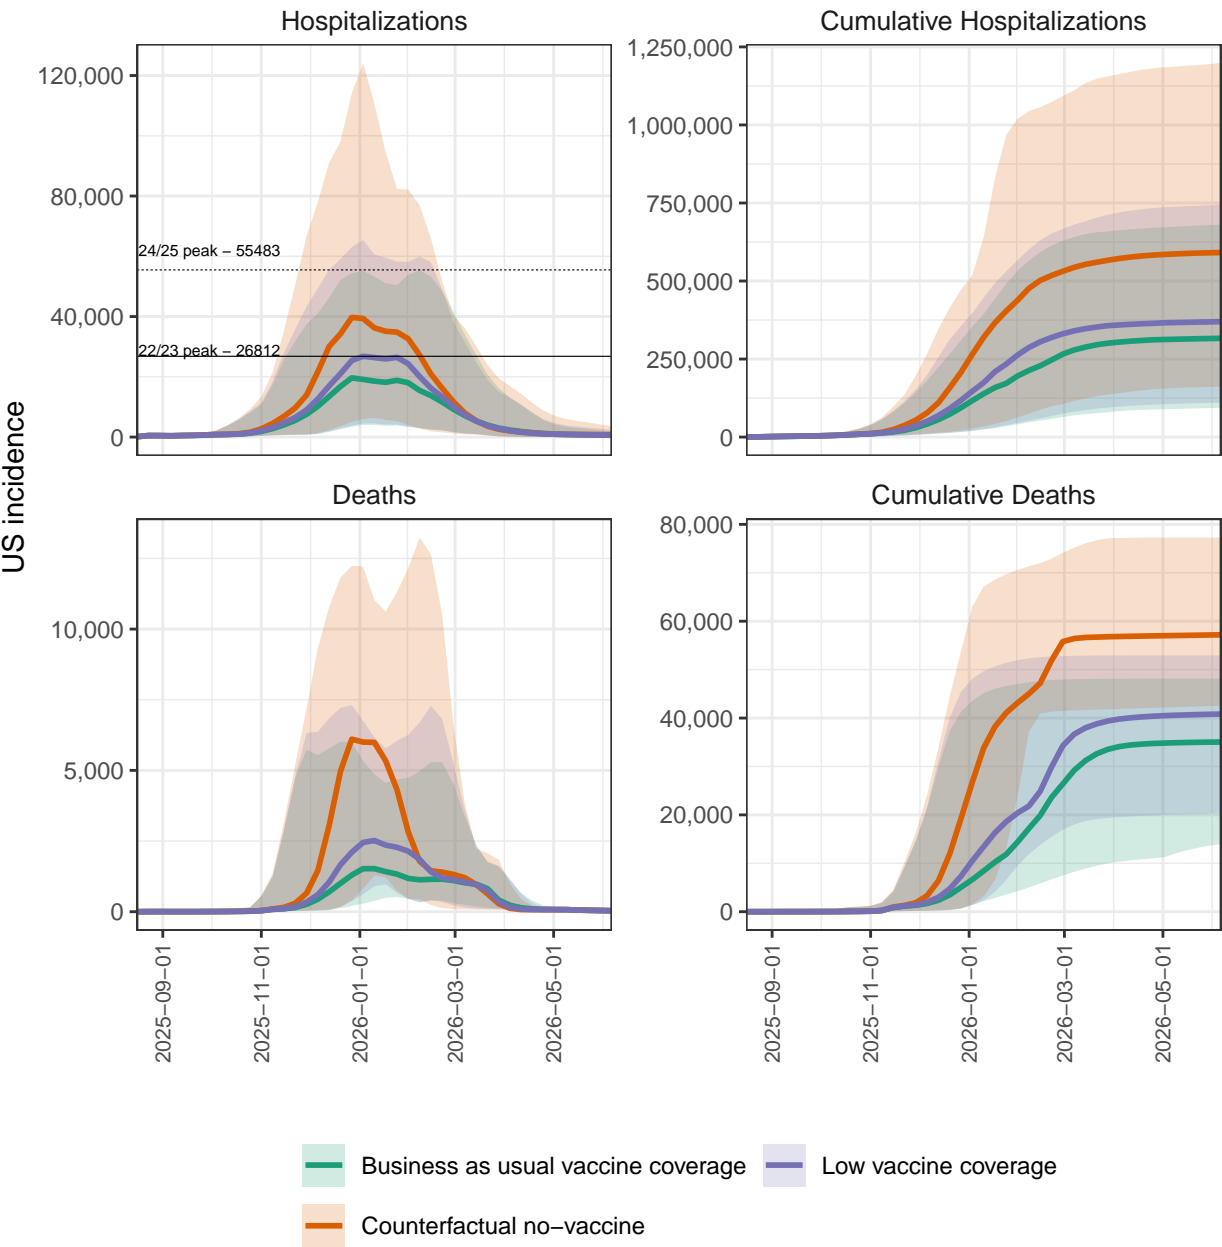 Hospitalizations
Cumulative Hospitalizations
120,000
80,000
40,000
0
24/25 peak − 55483
22/23 peak − 26812
1,250,000
1,000,000
750,000
500,000
250,000
0
US incidence
Deaths
Cumulative Deaths
10,000
5,000
0
80,000
60,000
40,000
20,000
0
2025−09−01
2025−11−01
2026−01−01
2026−03−01
2026−05−01
2025−09−01
2025−11−01
2026−01−01
2026−03−01
2026−05−01
Business as usual vaccine coverage
Low vaccine coverage
Counterfactual no−vaccine